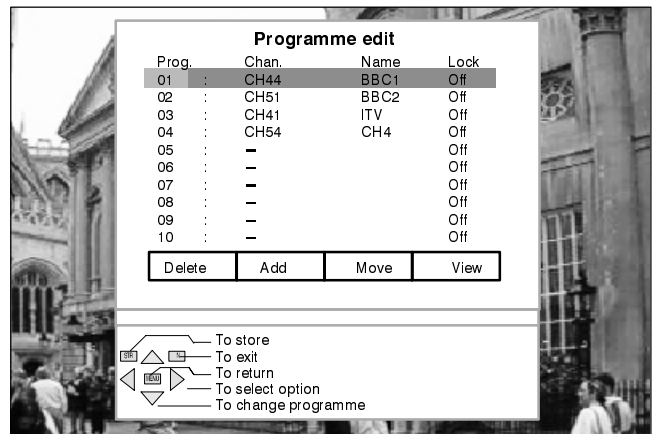 Programme edit
Prog. Chan. Name Lock
01 : CH44 BBC1 Off
02 : CH51 BBC2 Off
03 : CH41 ITV Off
04 : CH54 CH4 Off
05 : – Off
06 : – Off
07 : – Off
08 : – Off
09 : – Off
10 : – Off
Delete Add Move View
To store
STR To exit
N
MENU To return
To select option
To change programme